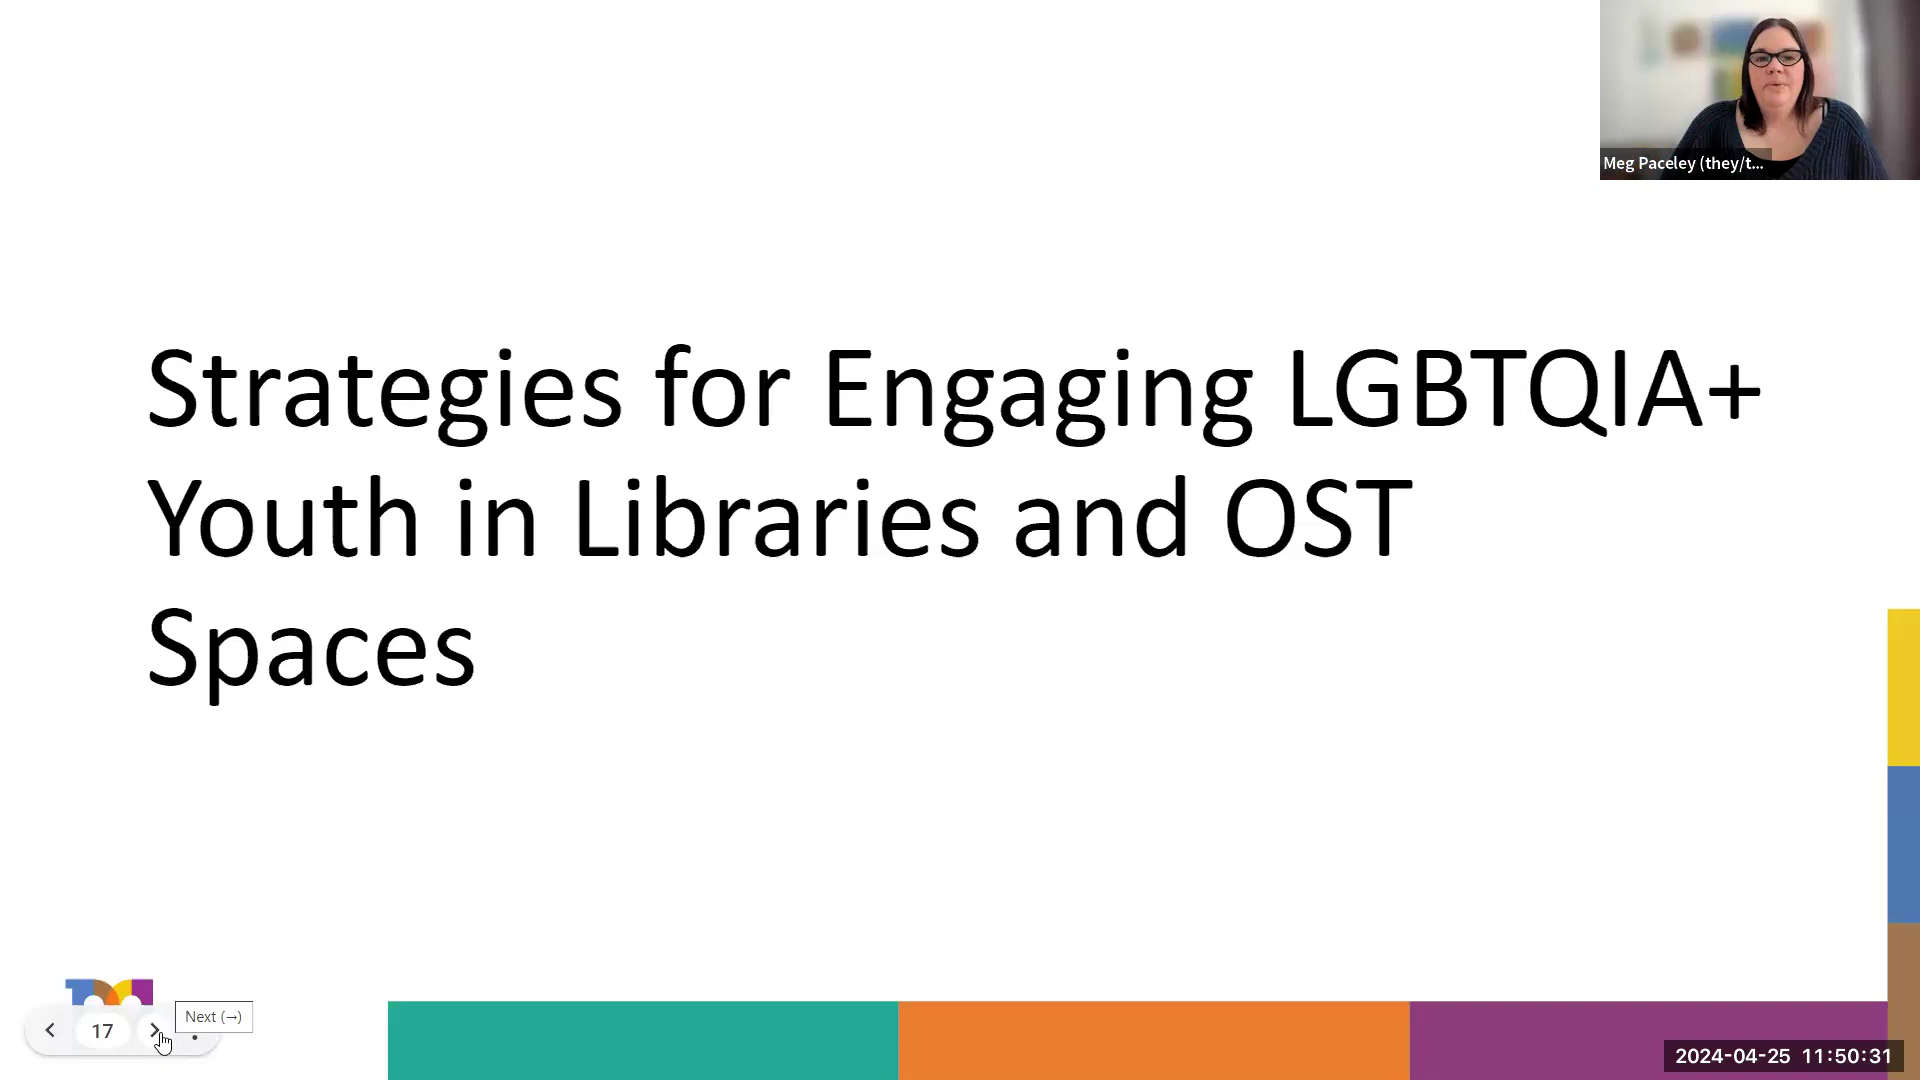 Meg Paceley (they/t...
Strategies for Engaging LGBTQIA+
Youth in Libraries and OST
Spaces
17
Next (→)
2024-04-25 11:50:31